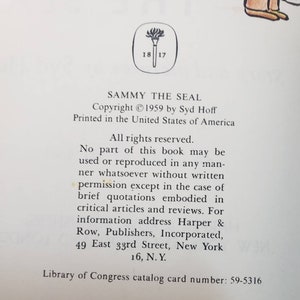 18 17
SAMMY THE SEAL
Copyright © 1959 by Syd Hoff
Printed in the United States of America
All rights reserved.
No part of this book may be
used or reproduced in any man-
ner whatsoever without written
permission except in the case of
brief quotations embodied in
critical articles and reviews. For
information address Harper &
Row, Publishers, Incorporated,
49 East 33rd Street, New York
16, N.Y.
Library of Congress catalog card number: 59-5316